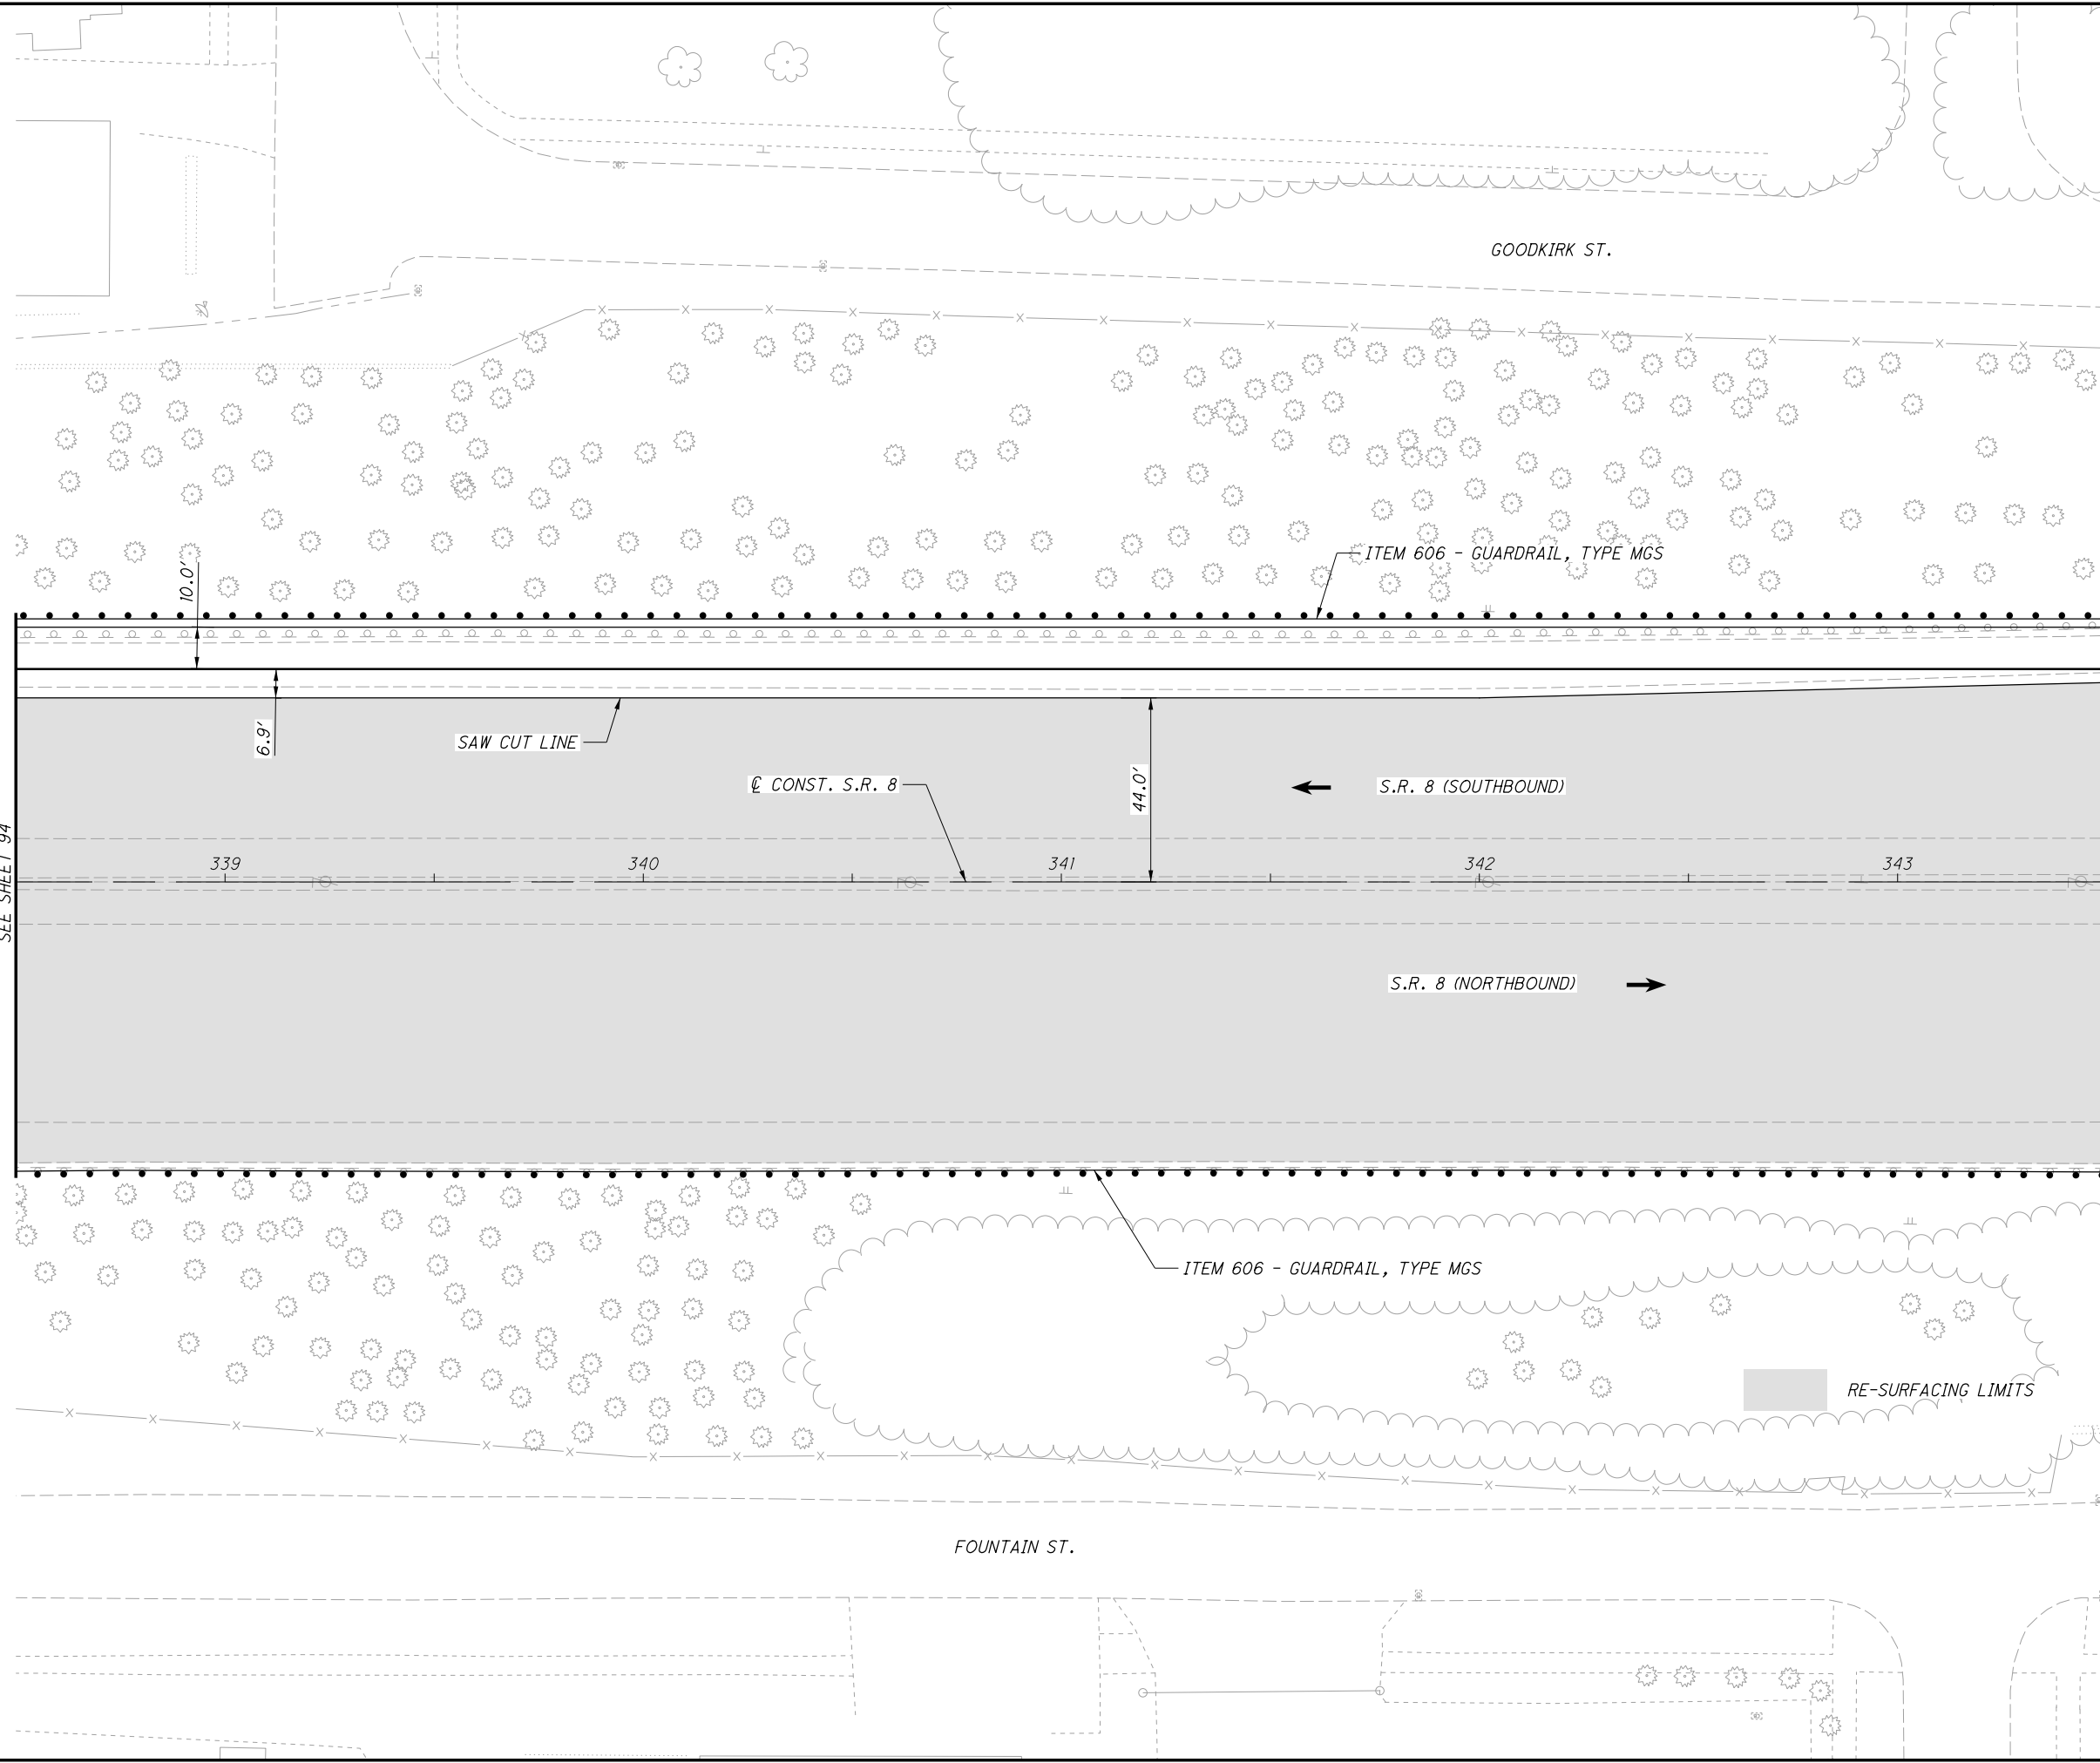 GOODKIRK ST.
ITEM 606 - GUARDRAIL, TYPE MGS
10.0'
6.9'
SAW CUT LINE
℄ CONST. S.R. 8
44.0'
S.R. 8 (SOUTHBOUND)
SEE SHEET 94
339
340
341
342
343
S.R. 8 (NORTHBOUND)
ITEM 606 - GUARDRAIL, TYPE MGS
RE-SURFACING LIMITS
FOUNTAIN ST.